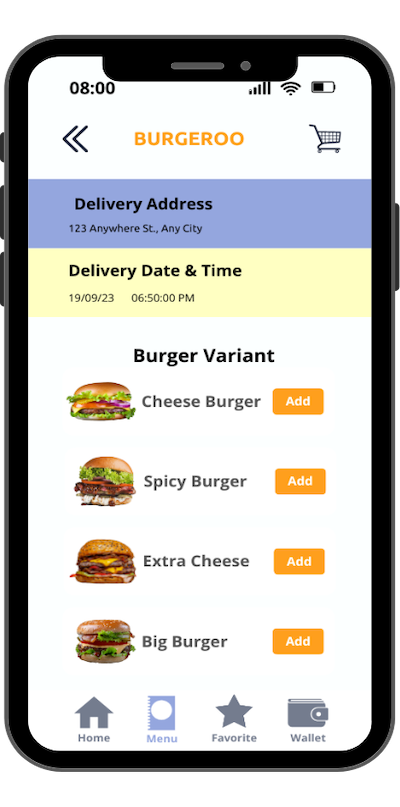 08:00
BURGEROO
Delivery Address
123 Anywhere St., Any City
Delivery Date & Time
19/09/23 06:50:00 PM
Burger Variant
Cheese Burger Add
Spicy Burger Add
Extra Cheese Add
Big Burger Add
Home Menu Favorite Wallet